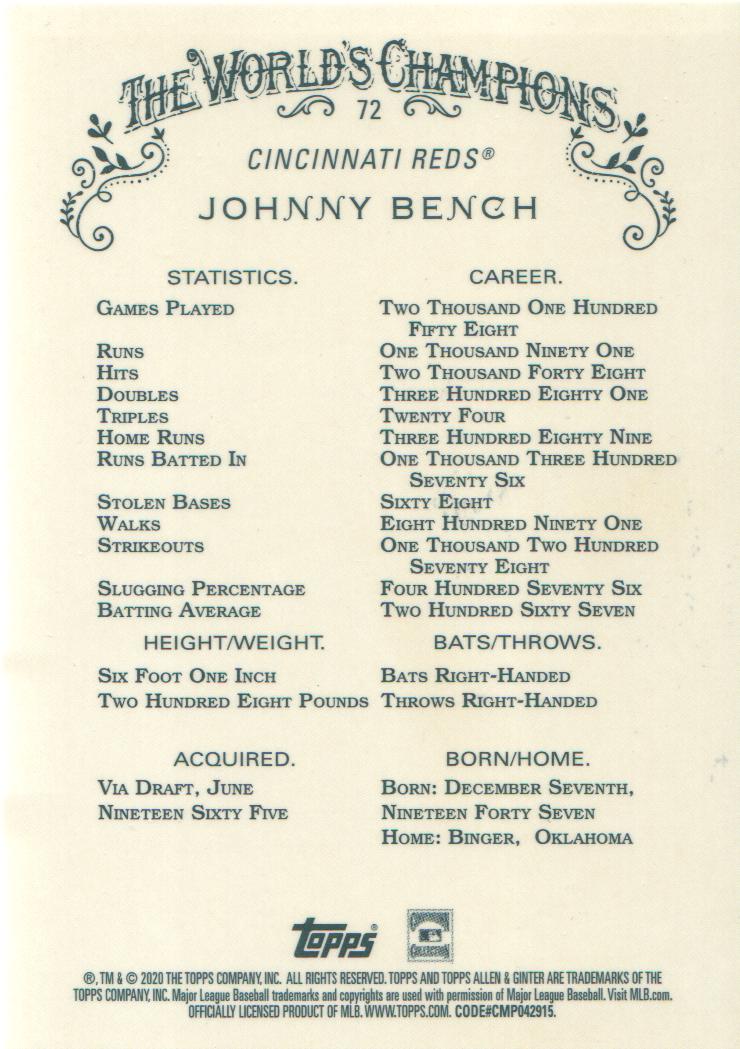 THE WORLD'S CHAMPIONS
72
CINCINNATI REDS®
JOHNNY BENCH
STATISTICS. CAREER.
GAMES PLAYED TWO THOUSAND ONE HUNDRED
FIFTY EIGHT
RUNS ONE THOUSAND NINETY ONE
HITS TWO THOUSAND FORTY EIGHT
DOUBLES THREE HUNDRED EIGHTY ONE
TRIPLES TWENTY FOUR
HOME RUNS THREE HUNDRED EIGHTY NINE
RUNS BATTED IN ONE THOUSAND THREE HUNDRED
SEVENTY SIX
STOLEN BASES SIXTY EIGHT
WALKS EIGHT HUNDRED NINETY ONE
STRIKEOUTS ONE THOUSAND TWO HUNDRED
SEVENTY EIGHT
SLUGGING PERCENTAGE FOUR HUNDRED SEVENTY SIX
BATTING AVERAGE TWO HUNDRED SIXTY SEVEN
HEIGHT/WEIGHT. BATS/THROWS.
SIX FOOT ONE INCH BATS RIGHT-HANDED
TWO HUNDRED EIGHT POUNDS THROWS RIGHT-HANDED
ACQUIRED. BORN/HOME.
VIA DRAFT, JUNE BORN: DECEMBER SEVENTH,
NINETEEN SIXTY FIVE NINETEEN FORTY SEVEN
HOME: BINGER, OKLAHOMA
TOPPS® COOPERSTOWN
COLLECTION
®, TM & © 2020 THE TOPPS COMPANY, INC. ALL RIGHTS RESERVED. TOPPS AND TOPPS ALLEN & GINTER ARE TRADEMARKS OF THE
TOPPS COMPANY, INC. Major League Baseball trademarks and copyrights are used with permission of Major League Baseball. Visit MLB.com.
OFFICIALLY LICENSED PRODUCT OF MLB. WWW.TOPPS.COM. CODE#CMP042915.